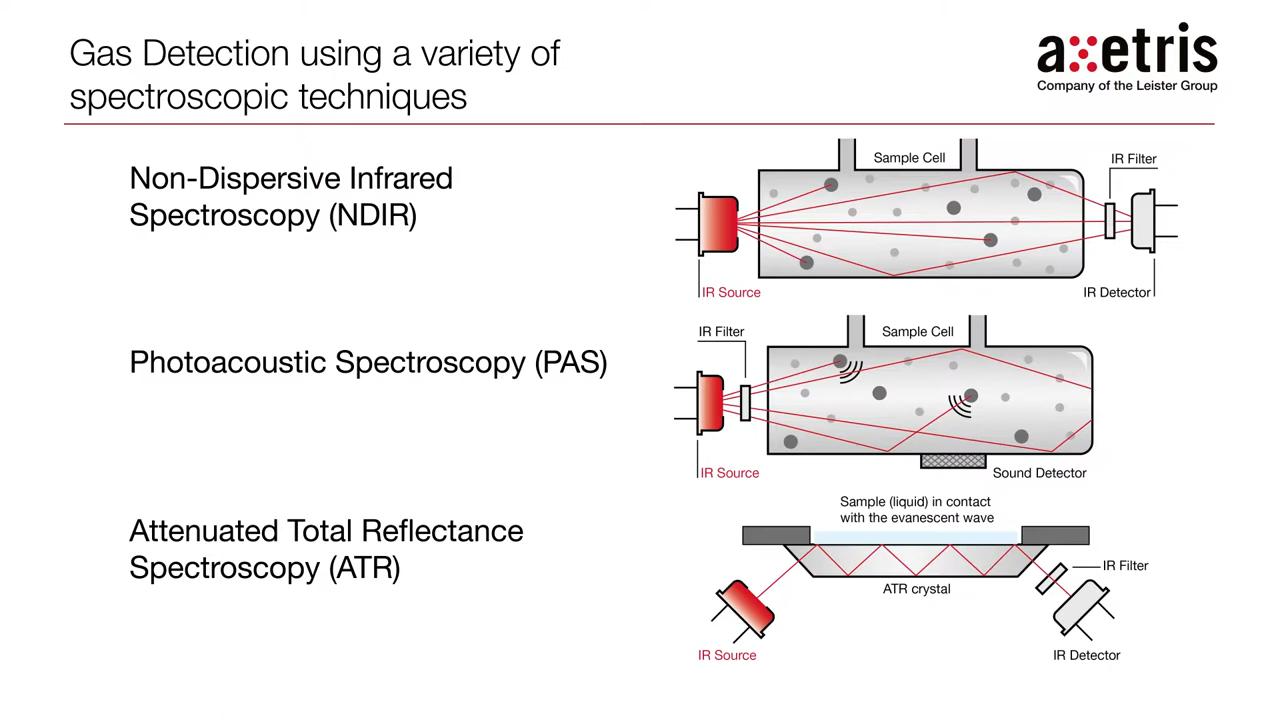 Gas Detection using a variety of
spectroscopic techniques
axetris
Company of the Leister Group
Non-Dispersive Infrared
Spectroscopy (NDIR)
Sample Cell
IR Filter
IR Source
IR Detector
Photoacoustic Spectroscopy (PAS)
IR Filter
Sample Cell
IR Source
Sound Detector
Attenuated Total Reflectance
Spectroscopy (ATR)
Sample (liquid) in contact
with the evanescent wave
IR Filter
ATR crystal
IR Source
IR Detector